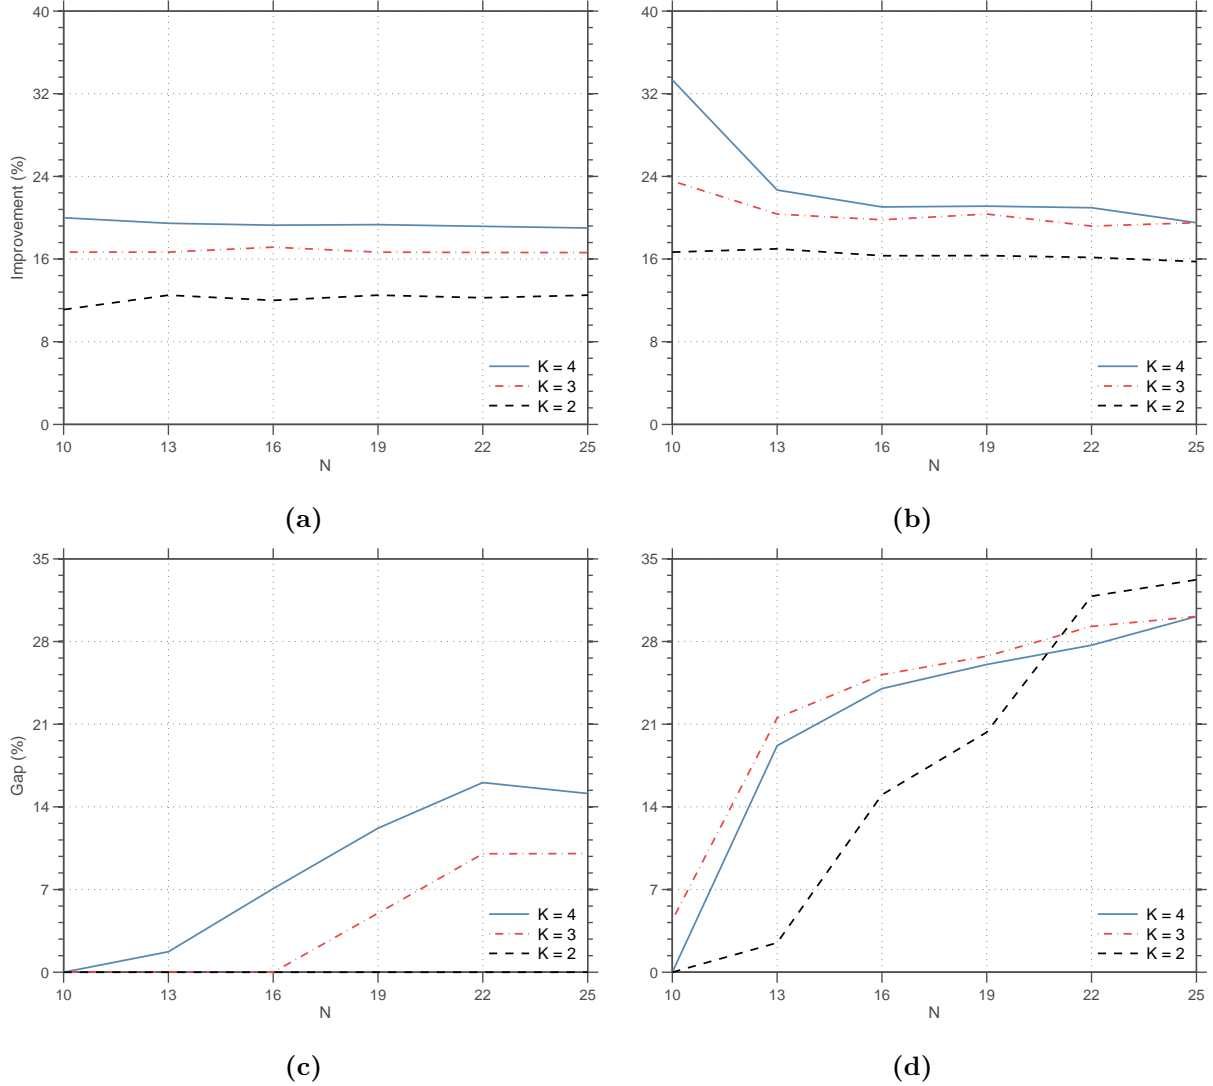 40
32
24
16
8
0
Improvement (%)
K = 4
K = 3
K = 2
10 13 16 19 22 25
N
(a)
40
32
24
16
8
0
K = 4
K = 3
K = 2
10 13 16 19 22 25
N
(b)
35
28
21
14
7
0
Gap (%)
K = 4
K = 3
K = 2
10 13 16 19 22 25
N
(c)
35
28
21
14
7
0
K = 4
K = 3
K = 2
10 13 16 19 22 25
N
(d)